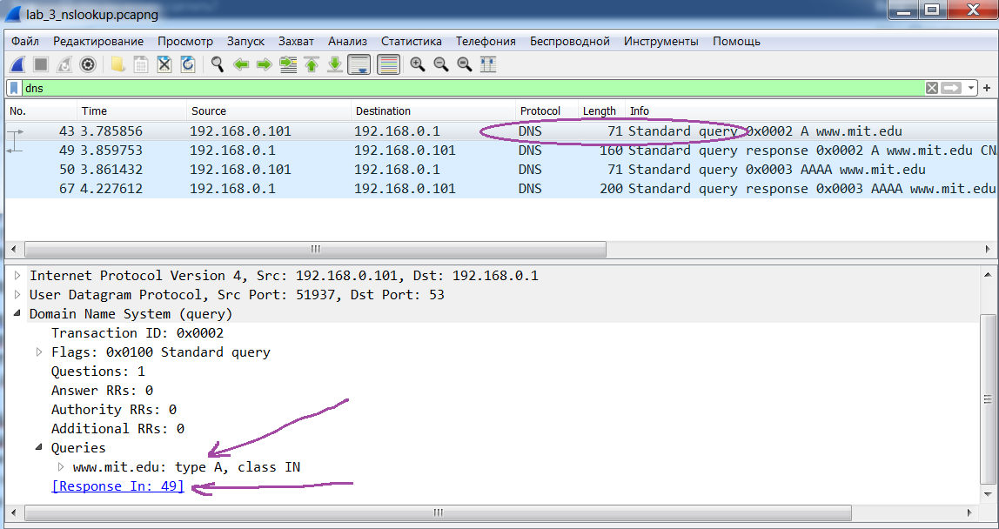 lab_3_nslookup.pcapng
Файл Редактирование Просмотр Запуск Захват Анализ Статистика Телефония Беспроводной Инструменты Помощь
dns
No. Time Source Destination Protocol Length Info
43 3.785856 192.168.0.101 192.168.0.1 DNS 71 Standard query 0x0002 A www.mit.edu
49 3.859753 192.168.0.1 192.168.0.101 DNS 160 Standard query response 0x0002 A www.mit.edu CN
50 3.861432 192.168.0.101 192.168.0.1 DNS 71 Standard query 0x0003 AAAA www.mit.edu
67 4.227612 192.168.0.1 192.168.0.101 DNS 200 Standard query response 0x0003 AAAA www.mit.edu
Internet Protocol Version 4, Src: 192.168.0.101, Dst: 192.168.0.1
User Datagram Protocol, Src Port: 51937, Dst Port: 53
Domain Name System (query)
Transaction ID: 0x0002
Flags: 0x0100 Standard query
Questions: 1
Answer RRs: 0
Authority RRs: 0
Additional RRs: 0
Queries
www.mit.edu: type A, class IN
[Response In: 49]